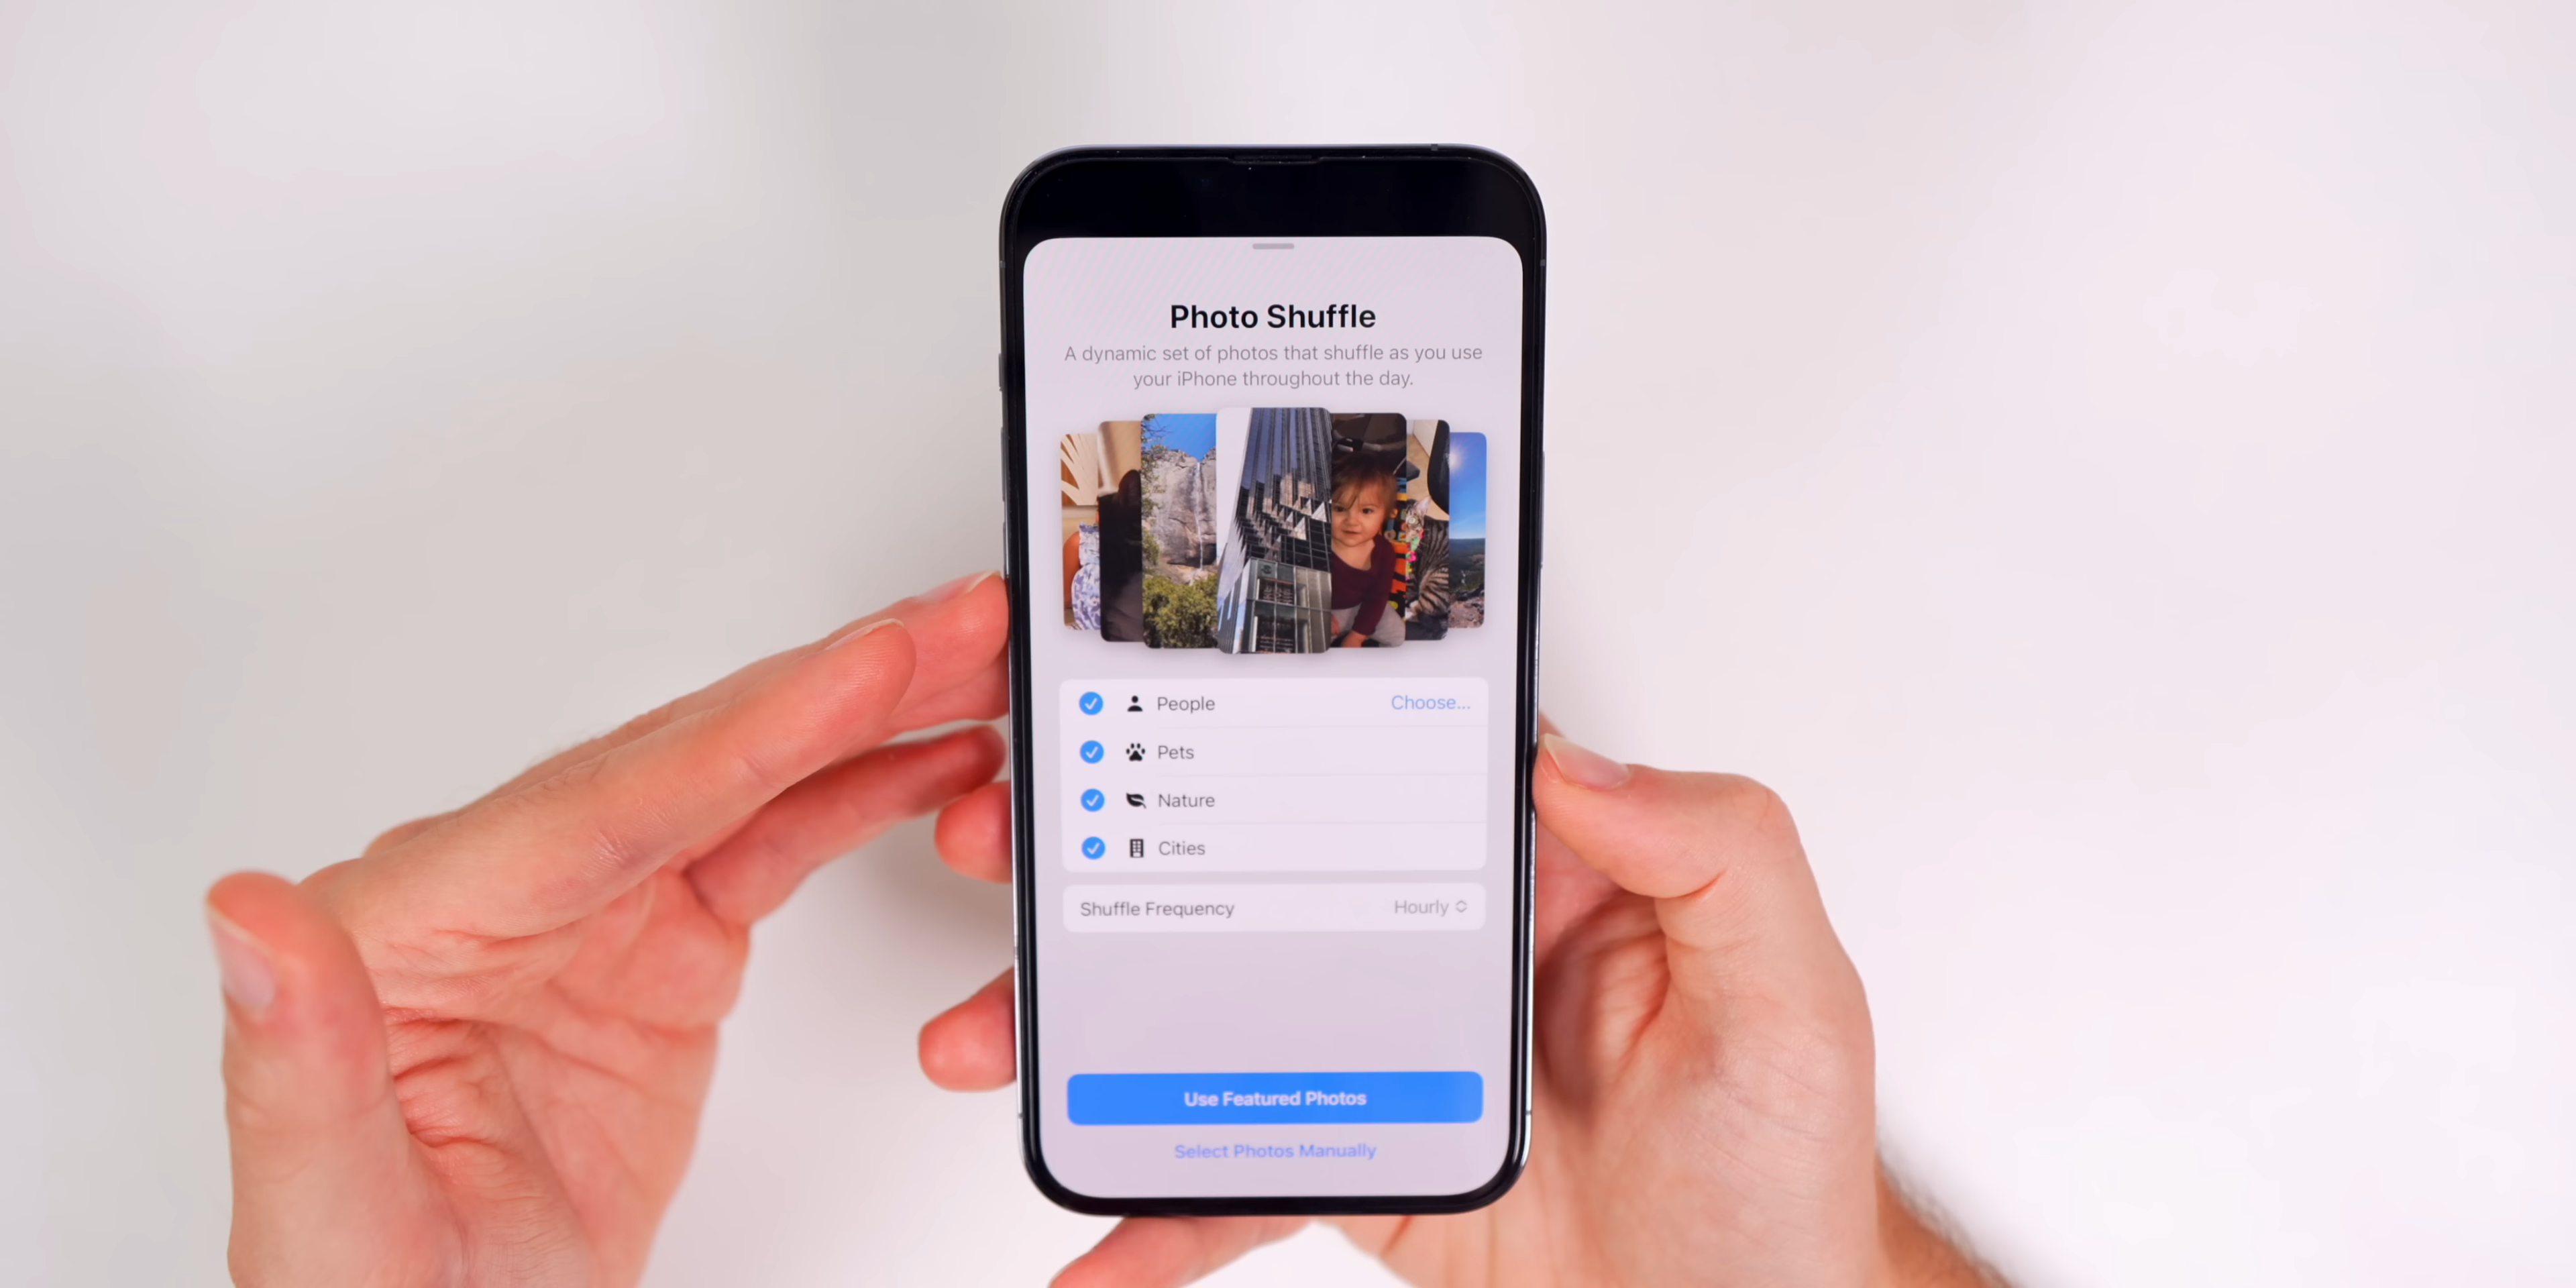 Photo Shuffle
A dynamic set of photos that shuffle as you use
your iPhone throughout the day.
People Choose...
Pets
Nature
Cities
Shuffle Frequency Hourly
Use Featured Photos
Select Photos Manually